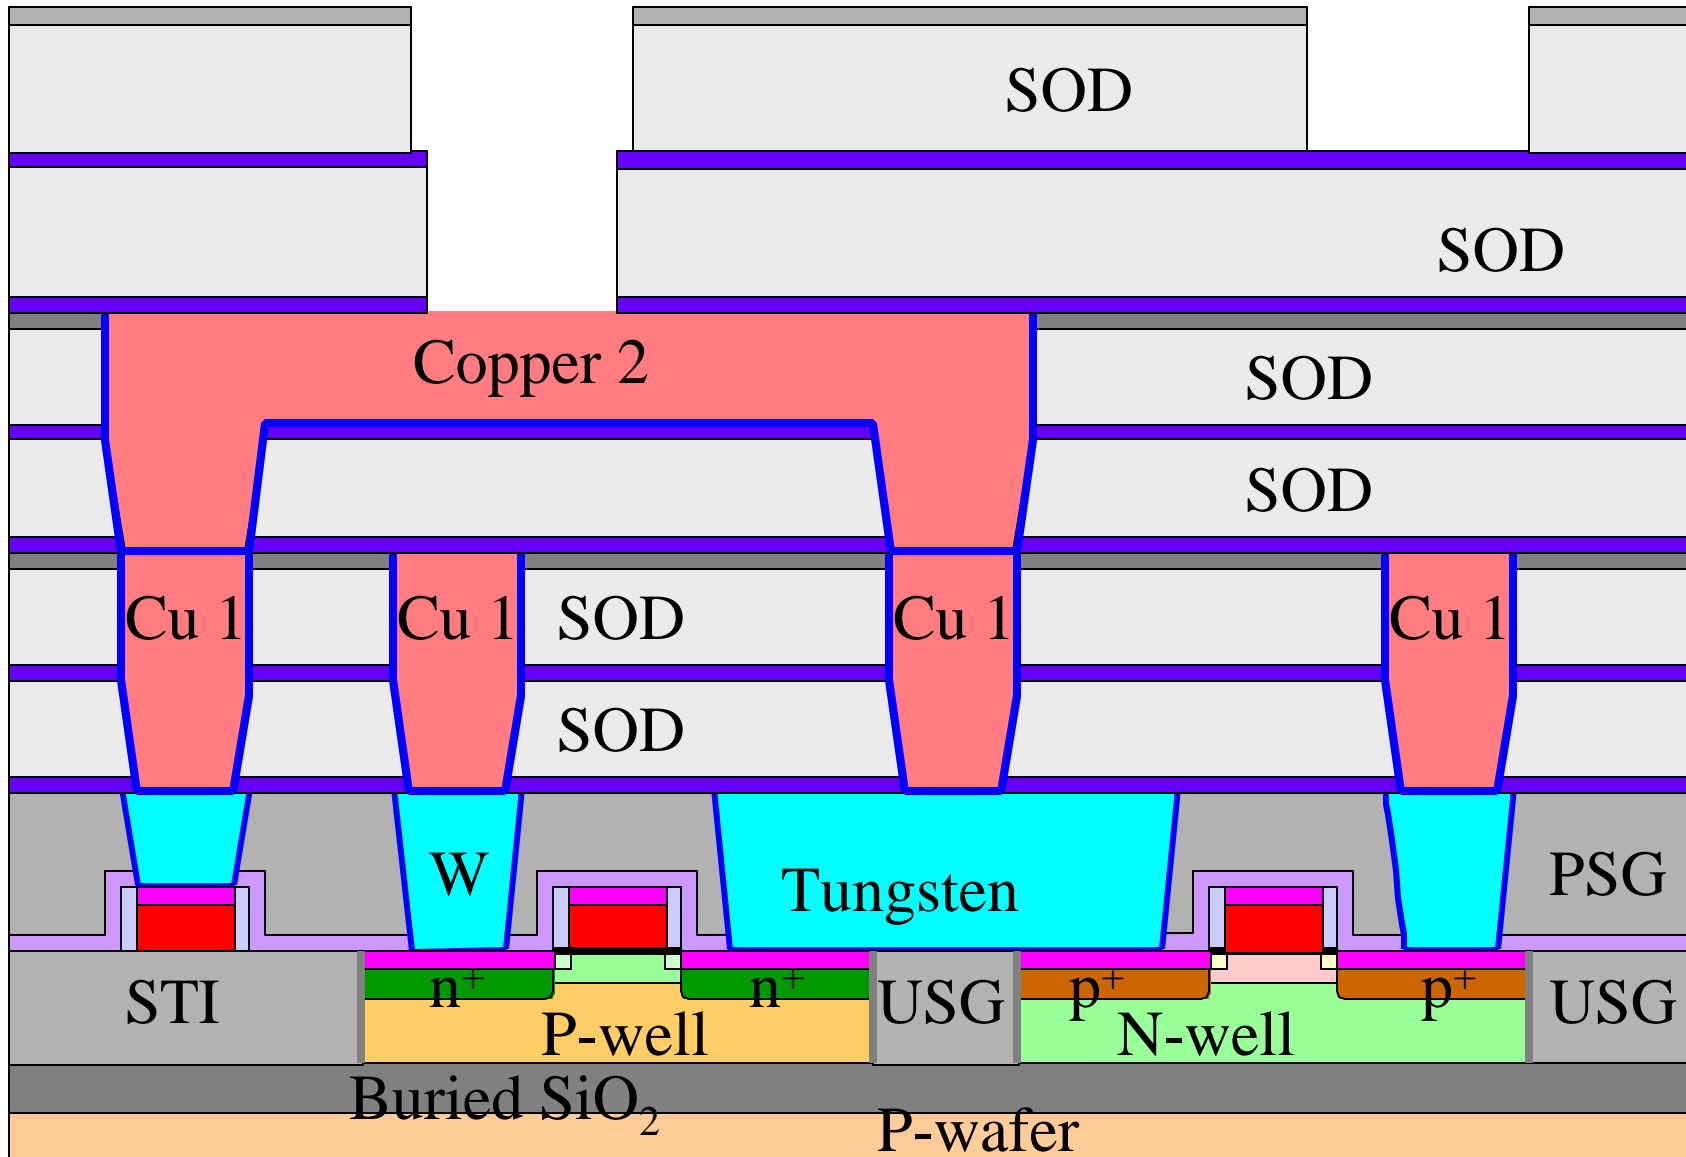 SOD
SOD
Copper 2
SOD
SOD
Cu 1
Cu 1
SOD
Cu 1
Cu 1
SOD
W
Tungsten
PSG
STI
n⁺
n⁺
USG
p⁺
p⁺
USG
P-well
N-well
Buried SiO₂
P-wafer